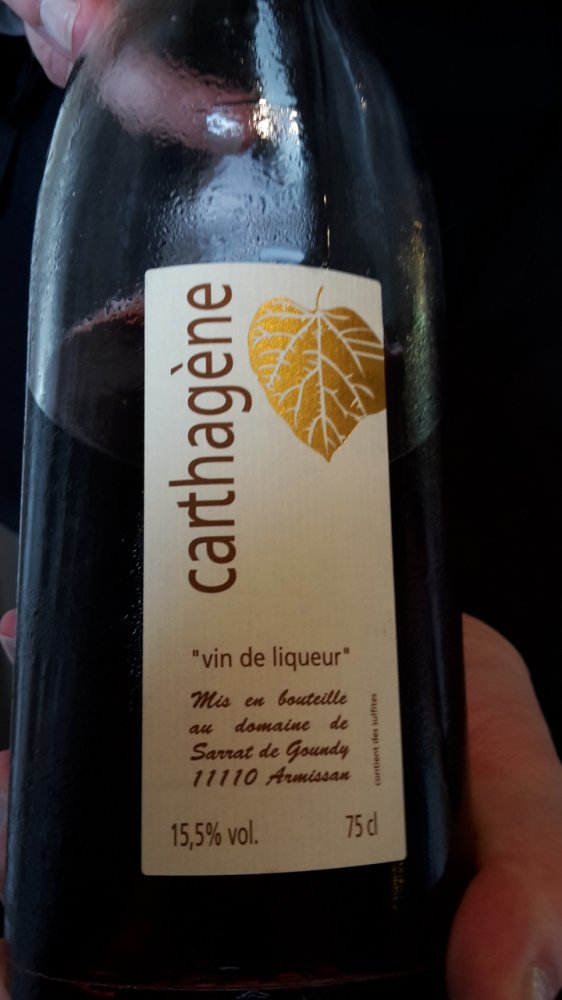 carthagène
"vin de liqueur"
Mis en bouteille
au domaine de
Sarrat de Goundy
11110 Armissan
contient des sulfites
15,5% vol.
75 cl